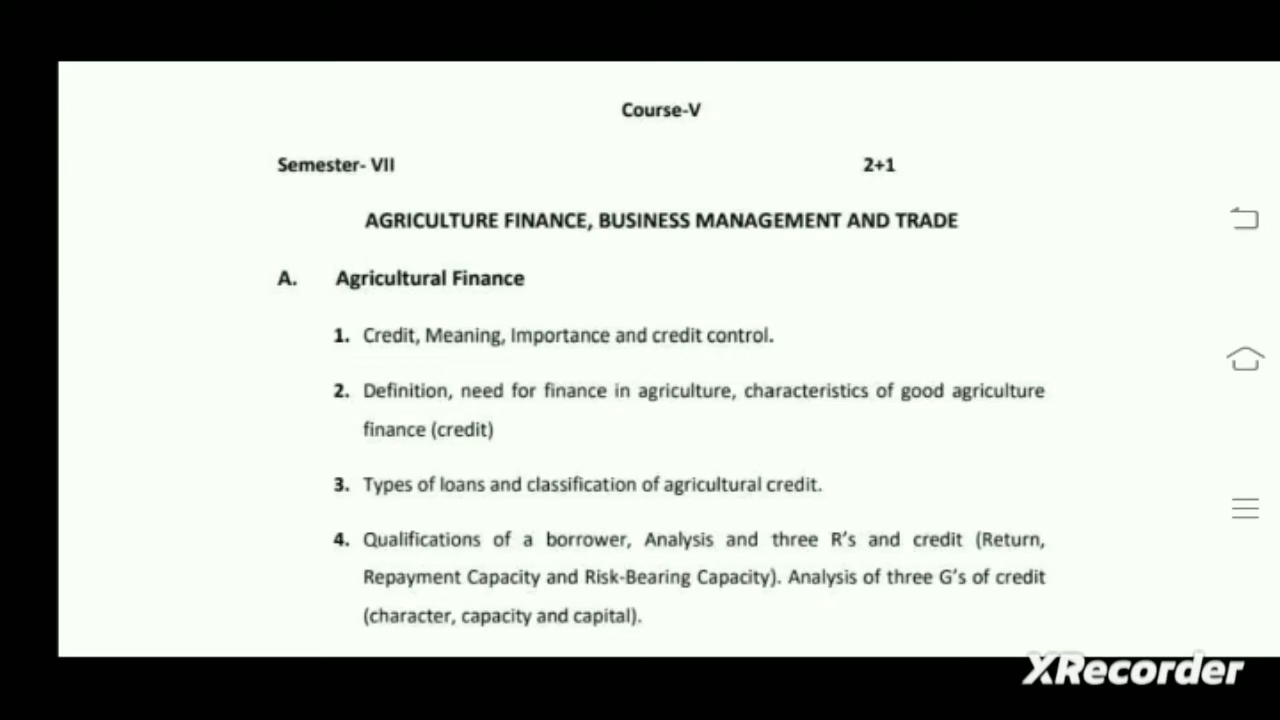 Course-V
Semester- VII 2+1
AGRICULTURE FINANCE, BUSINESS MANAGEMENT AND TRADE
A. Agricultural Finance
1. Credit, Meaning, Importance and credit control.
2. Definition, need for finance in agriculture, characteristics of good agriculture
finance (credit)
3. Types of loans and classification of agricultural credit.
4. Qualifications of a borrower, Analysis and three R's and credit (Return,
Repayment Capacity and Risk-Bearing Capacity). Analysis of three G's of credit
(character, capacity and capital).
XRecorder